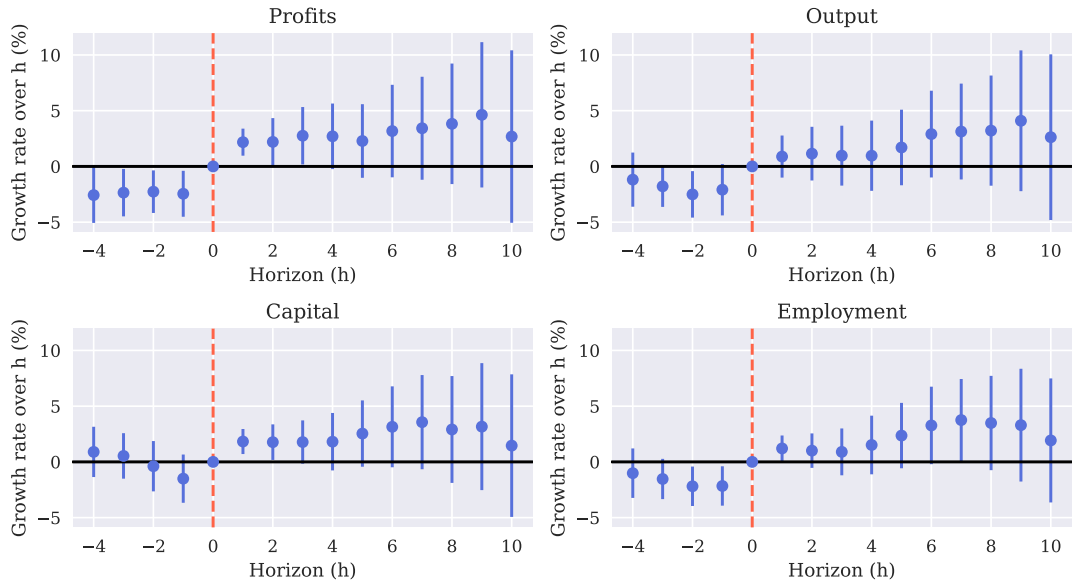 Profits
Growth rate over h (%)
10
5
0
−5
−4 −2 0 2 4 6 8 10
Horizon (h)
Output
Growth rate over h (%)
10
5
0
−5
−4 −2 0 2 4 6 8 10
Horizon (h)
Capital
Growth rate over h (%)
10
5
0
−5
−4 −2 0 2 4 6 8 10
Horizon (h)
Employment
Growth rate over h (%)
10
5
0
−5
−4 −2 0 2 4 6 8 10
Horizon (h)